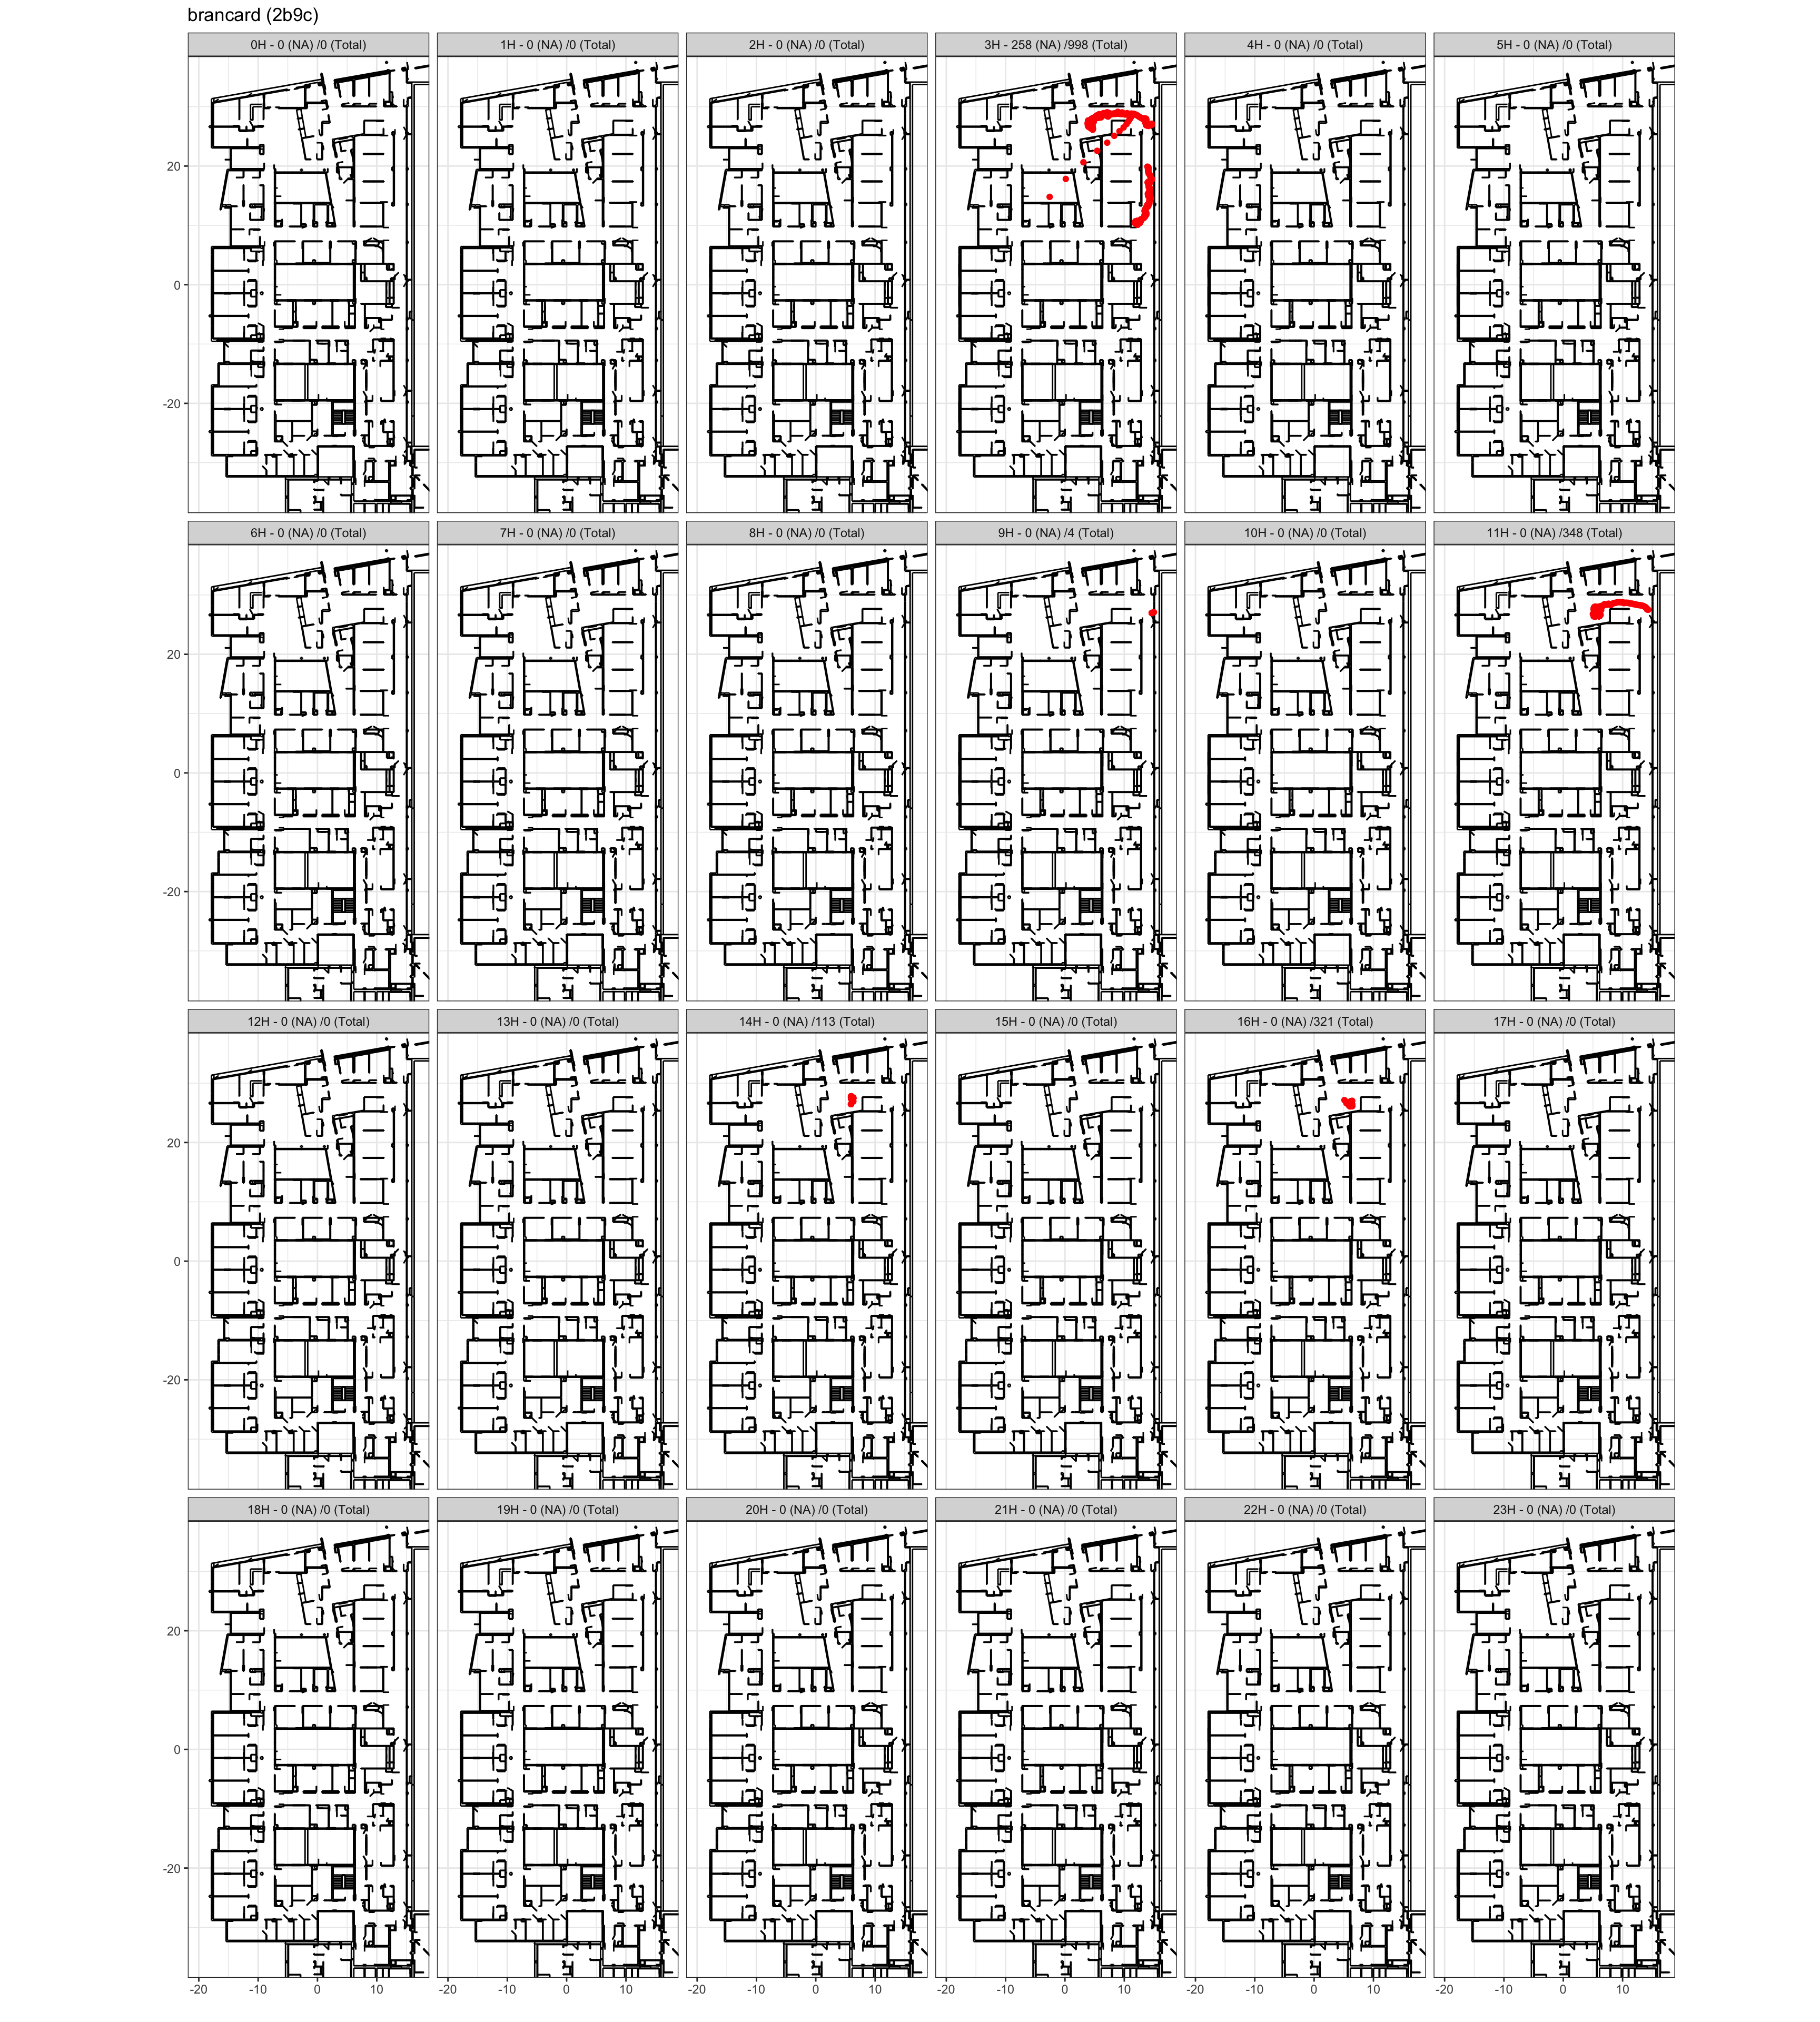 brancard (2b9c)
0H - 0 (NA) /0 (Total) 1H - 0 (NA) /0 (Total) 2H - 0 (NA) /0 (Total) 3H - 258 (NA) /998 (Total) 4H - 0 (NA) /0 (Total) 5H - 0 (NA) /0 (Total)
20
0
-20
6H - 0 (NA) /0 (Total) 7H - 0 (NA) /0 (Total) 8H - 0 (NA) /0 (Total) 9H - 0 (NA) /4 (Total) 10H - 0 (NA) /0 (Total) 11H - 0 (NA) /348 (Total)
20
0
-20
12H - 0 (NA) /0 (Total) 13H - 0 (NA) /0 (Total) 14H - 0 (NA) /113 (Total) 15H - 0 (NA) /0 (Total) 16H - 0 (NA) /321 (Total) 17H - 0 (NA) /0 (Total)
20
0
-20
18H - 0 (NA) /0 (Total) 19H - 0 (NA) /0 (Total) 20H - 0 (NA) /0 (Total) 21H - 0 (NA) /0 (Total) 22H - 0 (NA) /0 (Total) 23H - 0 (NA) /0 (Total)
20
0
-20
-20 -10 0 10 -20 -10 0 10 -20 -10 0 10 -20 -10 0 10 -20 -10 0 10 -20 -10 0 10